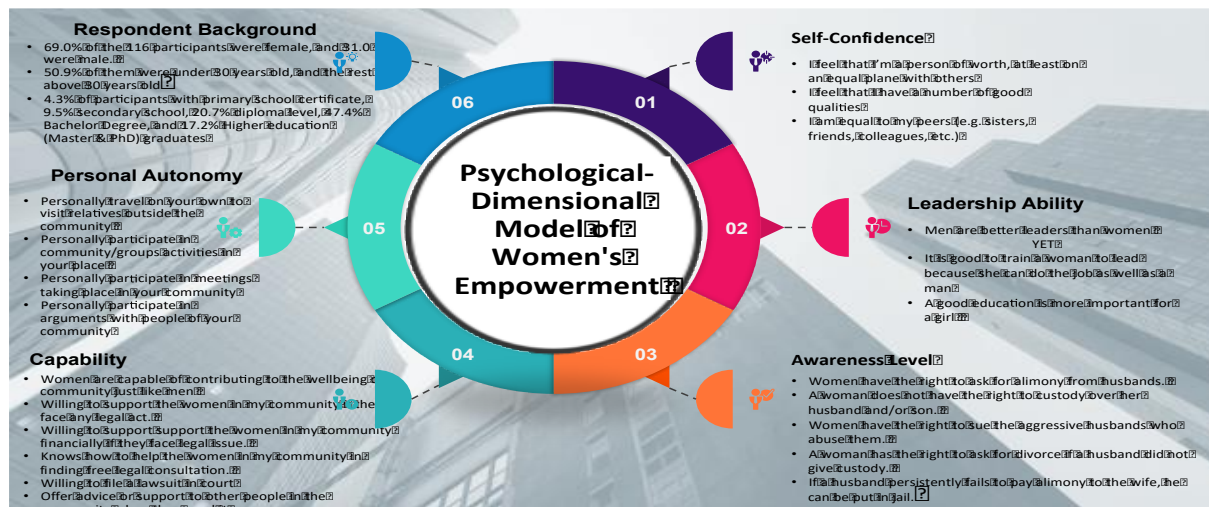 Respondent Background
• 69.0% of the 116 participants were female, and 31.0
were male.
• 50.9% of them were under 30 years old, and the rest
above 30 years old
• 4.3% of participants with primary school certificate,
9.5% secondary school, 20.7% diploma level, 47.4%
Bachelor Degree, and 17.2% Higher education
(Master & PhD) graduates
Personal Autonomy
• Personally travel on your own to
visit relatives outside the
community
• Personally participate in
community/groups activities in
your place
• Personally participate in meetings
taking place in your community
• Personally participate in
arguments with people of your
community
Capability
• Women are capable of contributing to the wellbeing
community just like men
• Willing to support the women in my community the
face any legal act.
• Willing to support support the women in my community
financially if they face legal issue.
• Knows how to help the women in my community in
finding free legal consultation.
• Willing to file a lawsuit in court
• Offer advice or support to other people in the
06
01
05
02
04
03
Psychological-
Dimensional
Model of
Women's
Empowerment
Self-Confidence
• I feel that I'm a person of worth, at least on
an equal plane with others
• I feel that I have a number of good
qualities
• I am equal to my peers (e.g. sisters,
friends, colleagues, etc.)
Leadership Ability
• Men are better leaders than women
YET
• It is good to train a woman to lead
because she can do the job as well as a
man
• A good education is more important for
a girl
Awareness Level
• Women have the right to ask for alimony from husbands.
• A woman does not have the right to custody over her
husband and/or son.
• Women have the right to sue the aggressive husbands who
abuse them.
• A woman has the right to ask for divorce if a husband did not
give custody.
• If a husband persistently fails to pay alimony to the wife, he
can be put in jail.